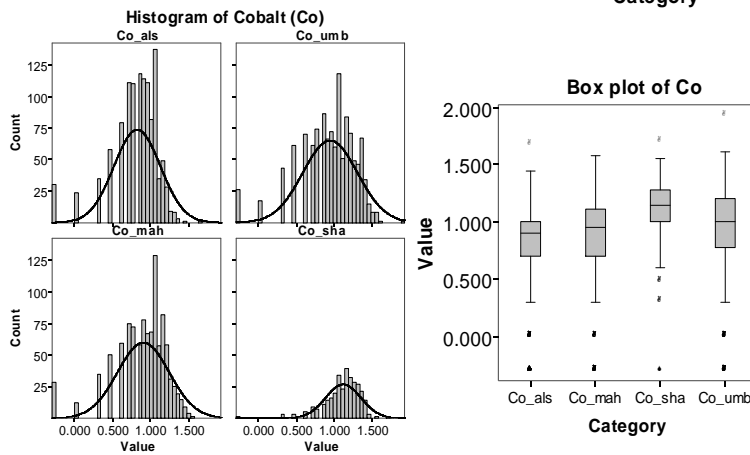 Category
Histogram of Cobalt (Co)
Co_als
Co_umb
125
100
75
50
25
Count
Co_mah
Co_sha
125
100
75
50
25
Count
0.000 0.500 1.000 1.500
0.000 0.500 1.000 1.500
Value
Value
Box plot of Co
2.000
1.500
1.000
0.500
0.000
Value
Co_als Co_mah Co_sha Co_umb
Category